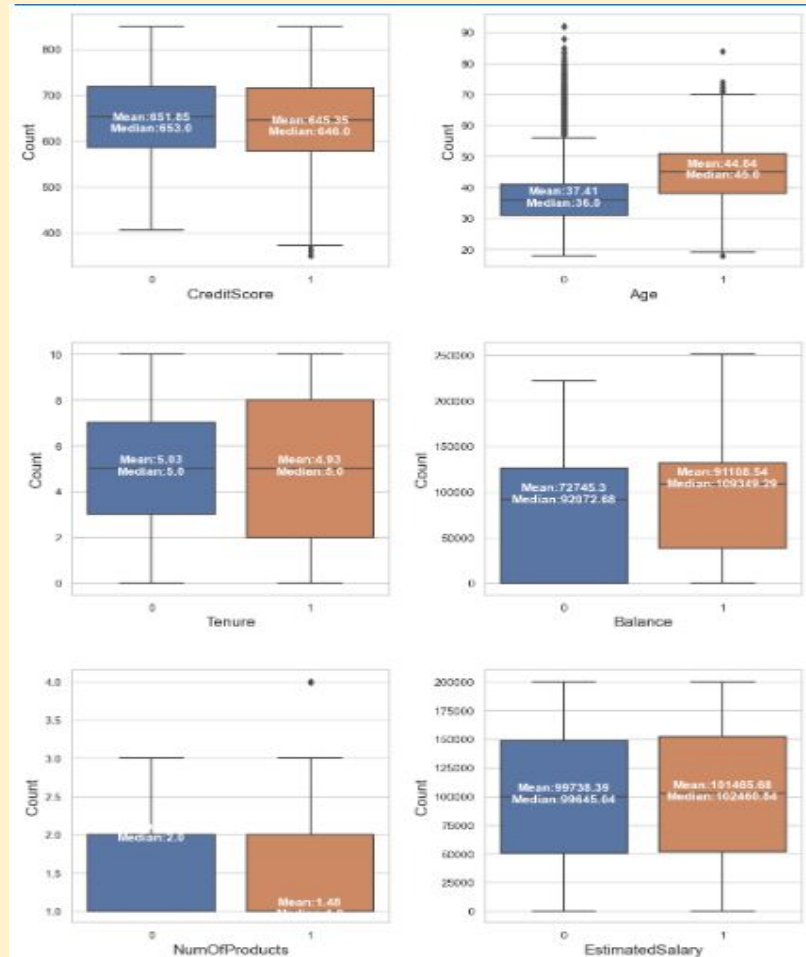 800
700
600
500
400
Count
Mean:651.85
Median:653.0
Mean:645.35
Median:646.0
0
1
CreditScore
90
80
70
60
50
40
30
20
Count
Mean:37.41
Median:36.0
Mean:44.84
Median:45.0
0
1
Age
10
8
6
4
2
0
Count
Mean:5.03
Median:5.0
Mean:4.93
Median:5.0
0
1
Tenure
250000
200000
150000
100000
50000
0
Count
Mean:72745.3
Median:92072.68
Mean:91108.54
Median:109349.29
0
1
Balance
4.0
3.5
3.0
2.5
2.0
1.5
1.0
Count
Median:2.0
Mean:1.48
0
1
NumOfProducts
200000
175000
150000
125000
100000
75000
50000
25000
0
Count
Mean:99738.39
Median:99645.04
Mean:101465.68
Median:102460.84
0
1
EstimatedSalary